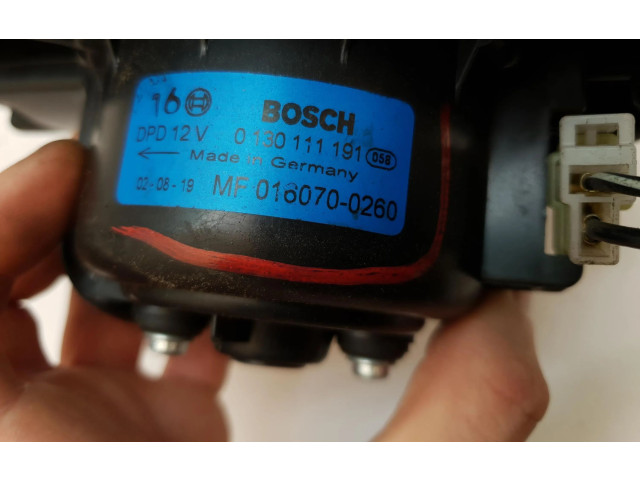 16 BOSCH
DPD 12 V 0 130 111 191 058
← Made in Germany
02-08-19 MF 016070-0260